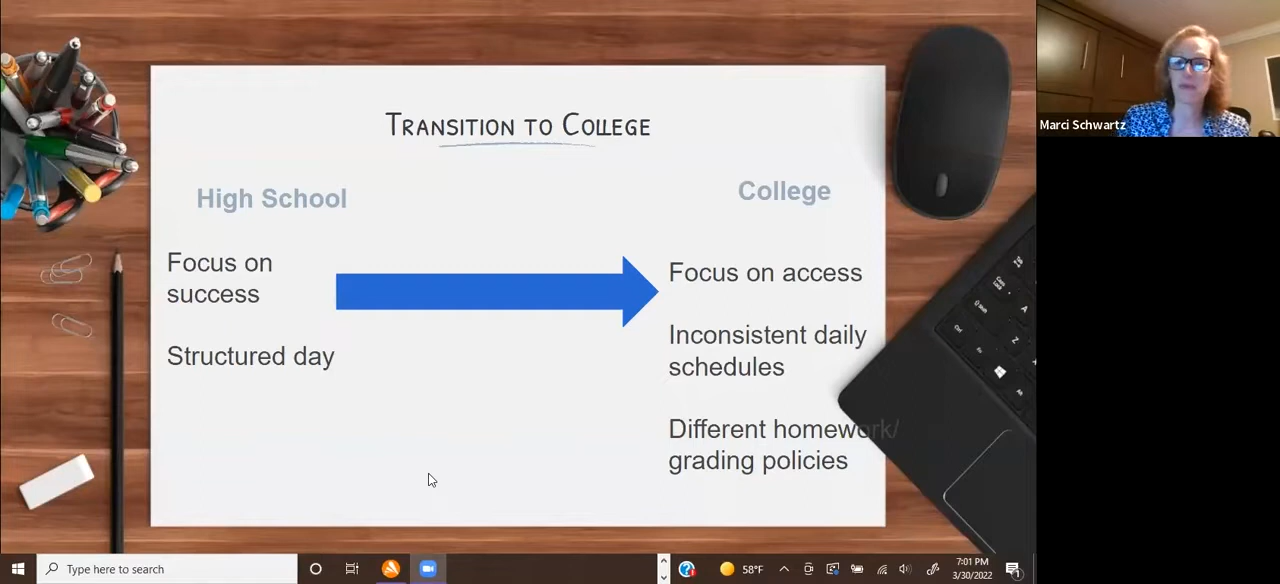 Transition to College
High School
College
Focus on
success
Structured day
Focus on access
Inconsistent daily
schedules
Different homework/
grading policies
Marci Schwartz
Type here to search
58°F
7:01 PM
3/30/2022